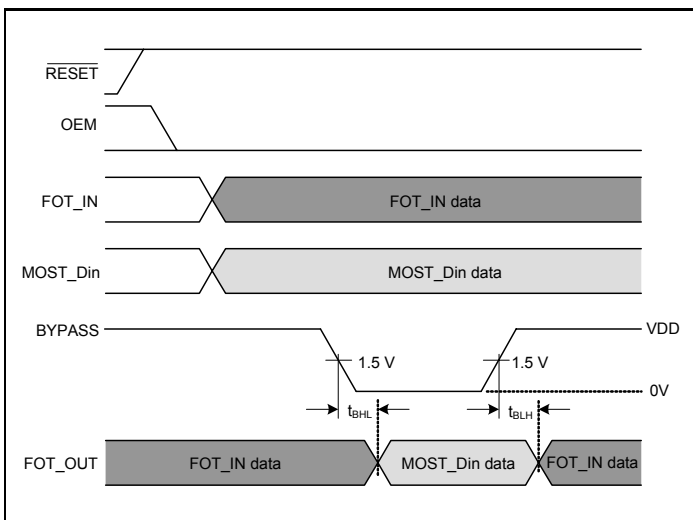 RESET
OEM
FOT_IN
FOT_IN data
MOST_Din
MOST_Din data
BYPASS
VDD
1.5 V
1.5 V
0V
tBHL
tBLH
FOT_OUT
FOT_IN data
MOST_Din data
FOT_IN data